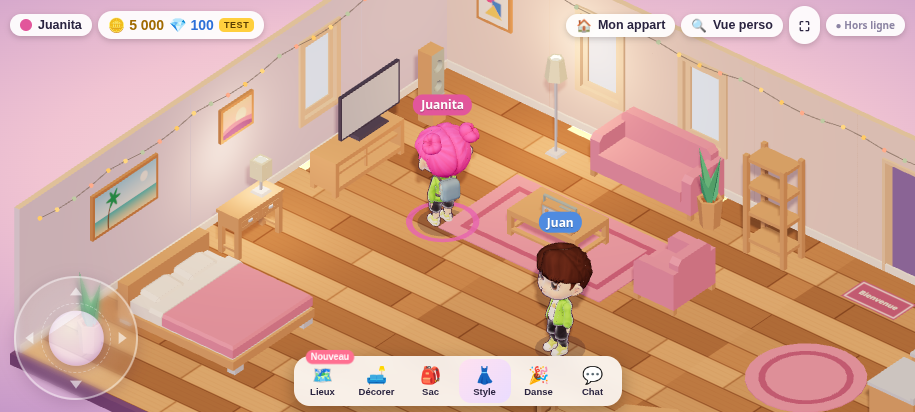 Juanita
5 000
100
TEST
Mon appart
Vue perso
Hors ligne
Juanita
Juan
Bienvenue
Nouveau
Lieux
Décorer
Sac
Style
Danse
Chat